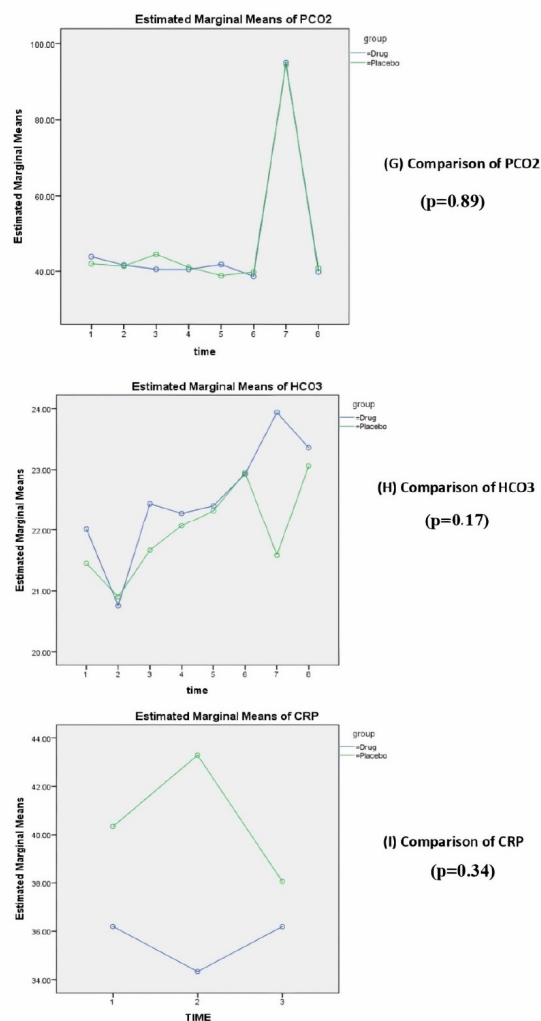 Estimated Marginal Means of PCO2
group
=Drug
=Placebo
100.00
80.00
60.00
40.00
Estimated Marginal Means
1 2 3 4 5 6 7 8
time
(G) Comparison of PCO2
(p=0.89)
Estimated Marginal Means of HCO3
group
=Drug
=Placebo
24.00
23.00
22.00
21.00
20.00
Estimated Marginal Means
1 2 3 4 5 6 7 8
time
(H) Comparison of HCO3
(p=0.17)
Estimated Marginal Means of CRP
group
=Drug
=Placebo
44.00
42.00
40.00
38.00
36.00
34.00
Estimated Marginal Means
1 2 3
TIME
(I) Comparison of CRP
(p=0.34)